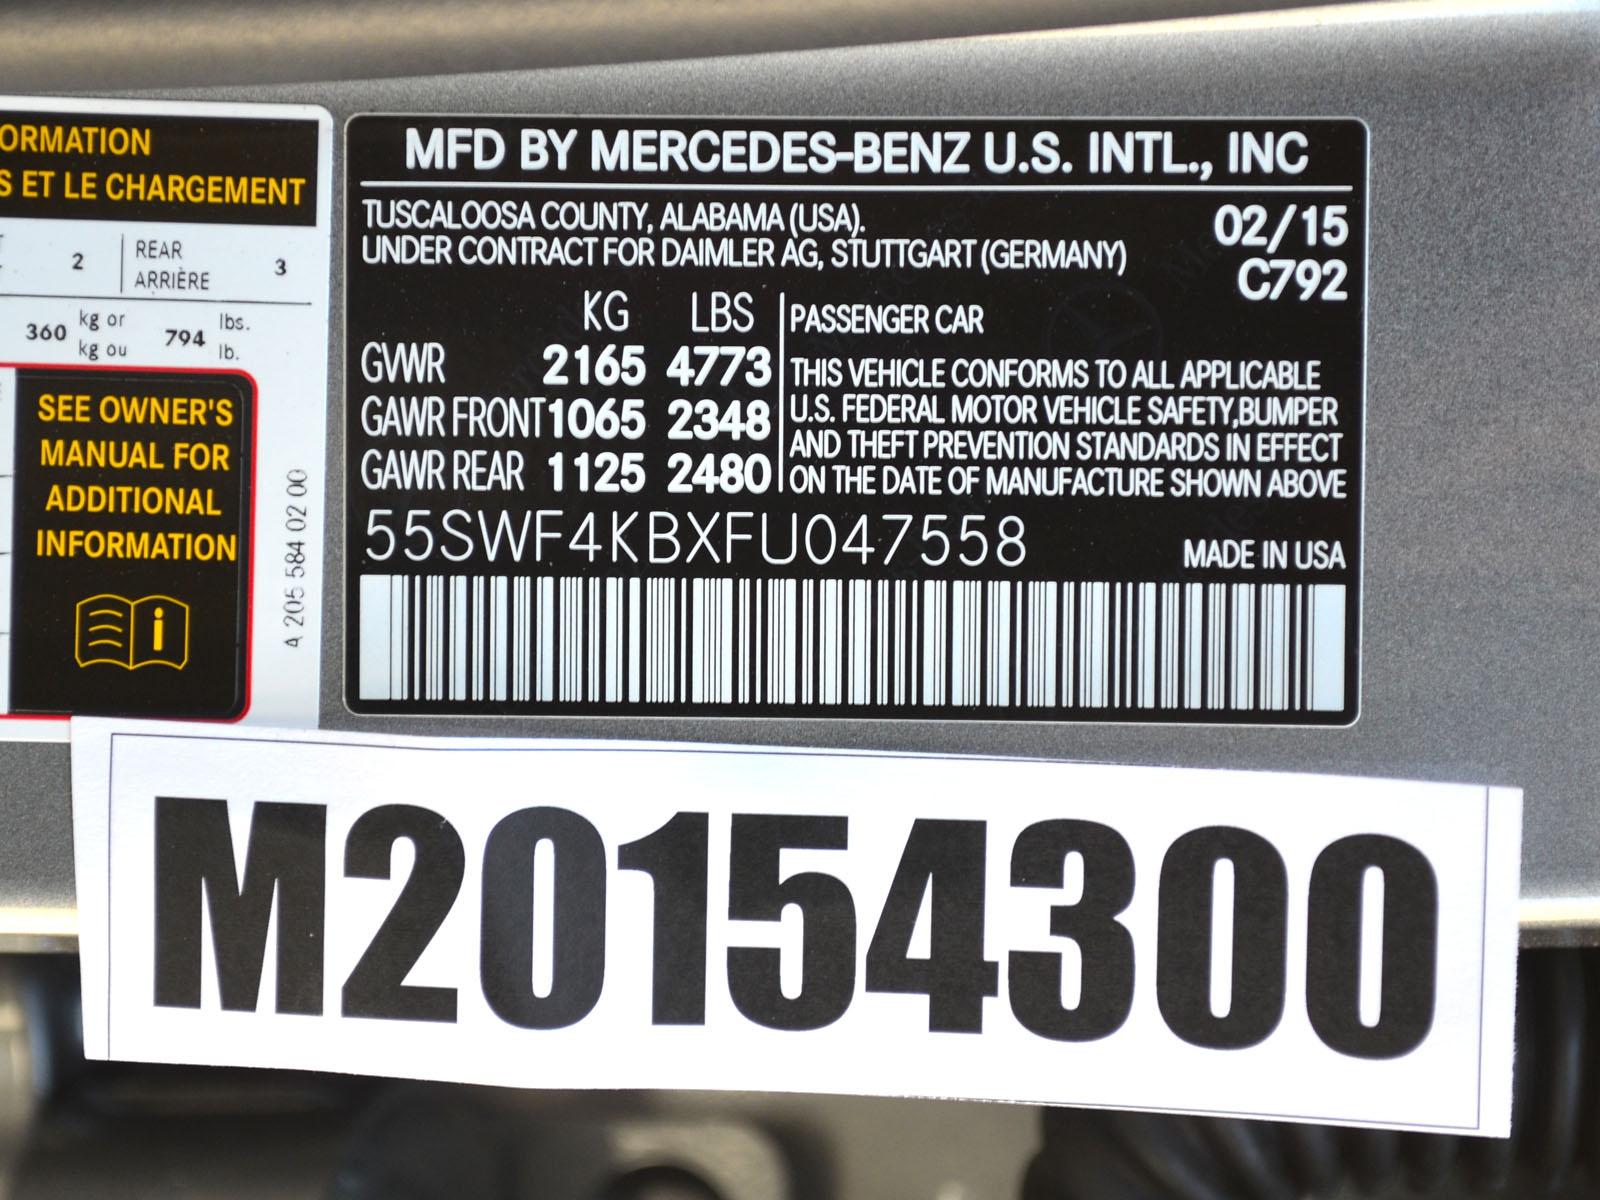 ORMATION
S ET LE CHARGEMENT
2 REAR 3
ARRIÈRE
360 kg or 794 lbs.
kg ou lb.
SEE OWNER'S
MANUAL FOR
ADDITIONAL
INFORMATION
i
A 205 584 02 00
MFD BY MERCEDES-BENZ U.S. INTL., INC
TUSCALOOSA COUNTY, ALABAMA (USA). 02/15
UNDER CONTRACT FOR DAIMLER AG, STUTTGART (GERMANY) C792
KG LBS
GVWR 2165 4773
GAWR FRONT 1065 2348
GAWR REAR 1125 2480
PASSENGER CAR
THIS VEHICLE CONFORMS TO ALL APPLICABLE
U.S. FEDERAL MOTOR VEHICLE SAFETY,BUMPER
AND THEFT PREVENTION STANDARDS IN EFFECT
ON THE DATE OF MANUFACTURE SHOWN ABOVE
55SWF4KBXFU047558 MADE IN USA
M20154300